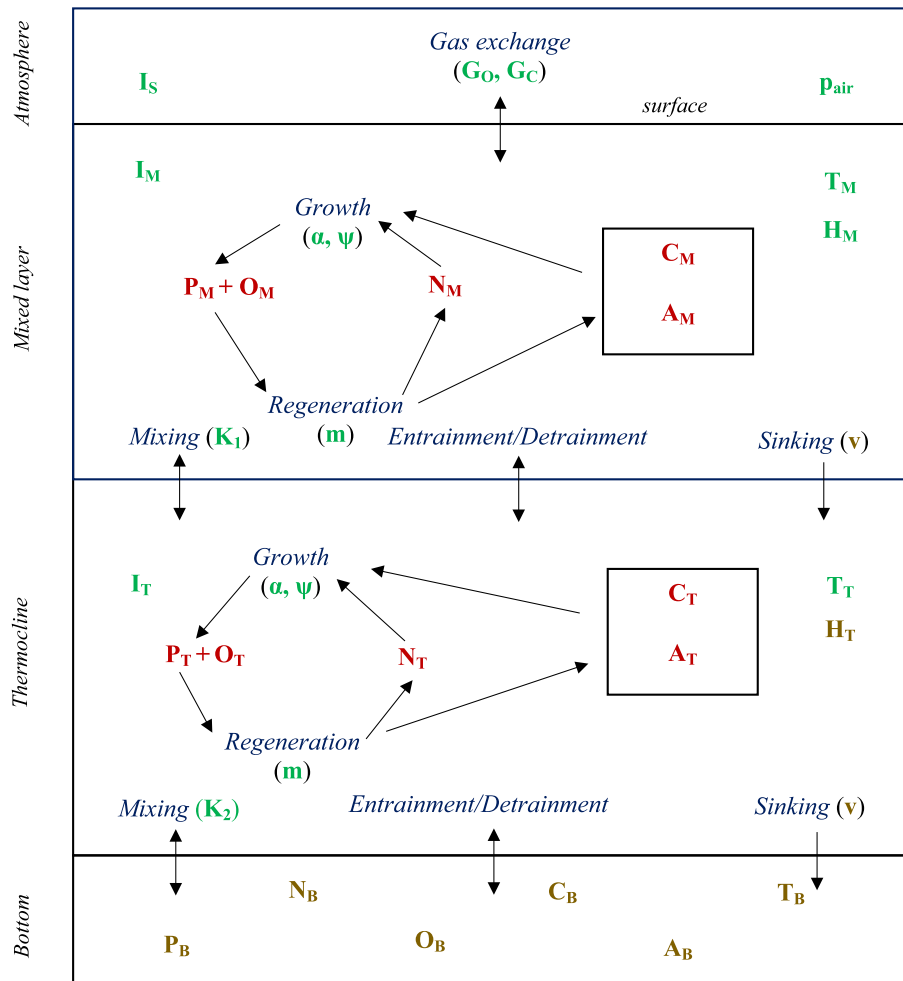 Atmosphere
Gas exchange
(G_O, G_C)
I_S
p_air
surface
Mixed layer
I_M
T_M
Growth
(α, ψ)
H_M
C_M
P_M + O_M
N_M
A_M
Regeneration
(m)
Mixing (K_1)
Entrainment/Detrainment
Sinking (v)
Thermocline
Growth
(α, ψ)
I_T
T_T
C_T
H_T
P_T + O_T
N_T
A_T
Regeneration
(m)
Mixing (K_2)
Entrainment/Detrainment
Sinking (v)
Bottom
N_B
C_B
T_B
P_B
O_B
A_B